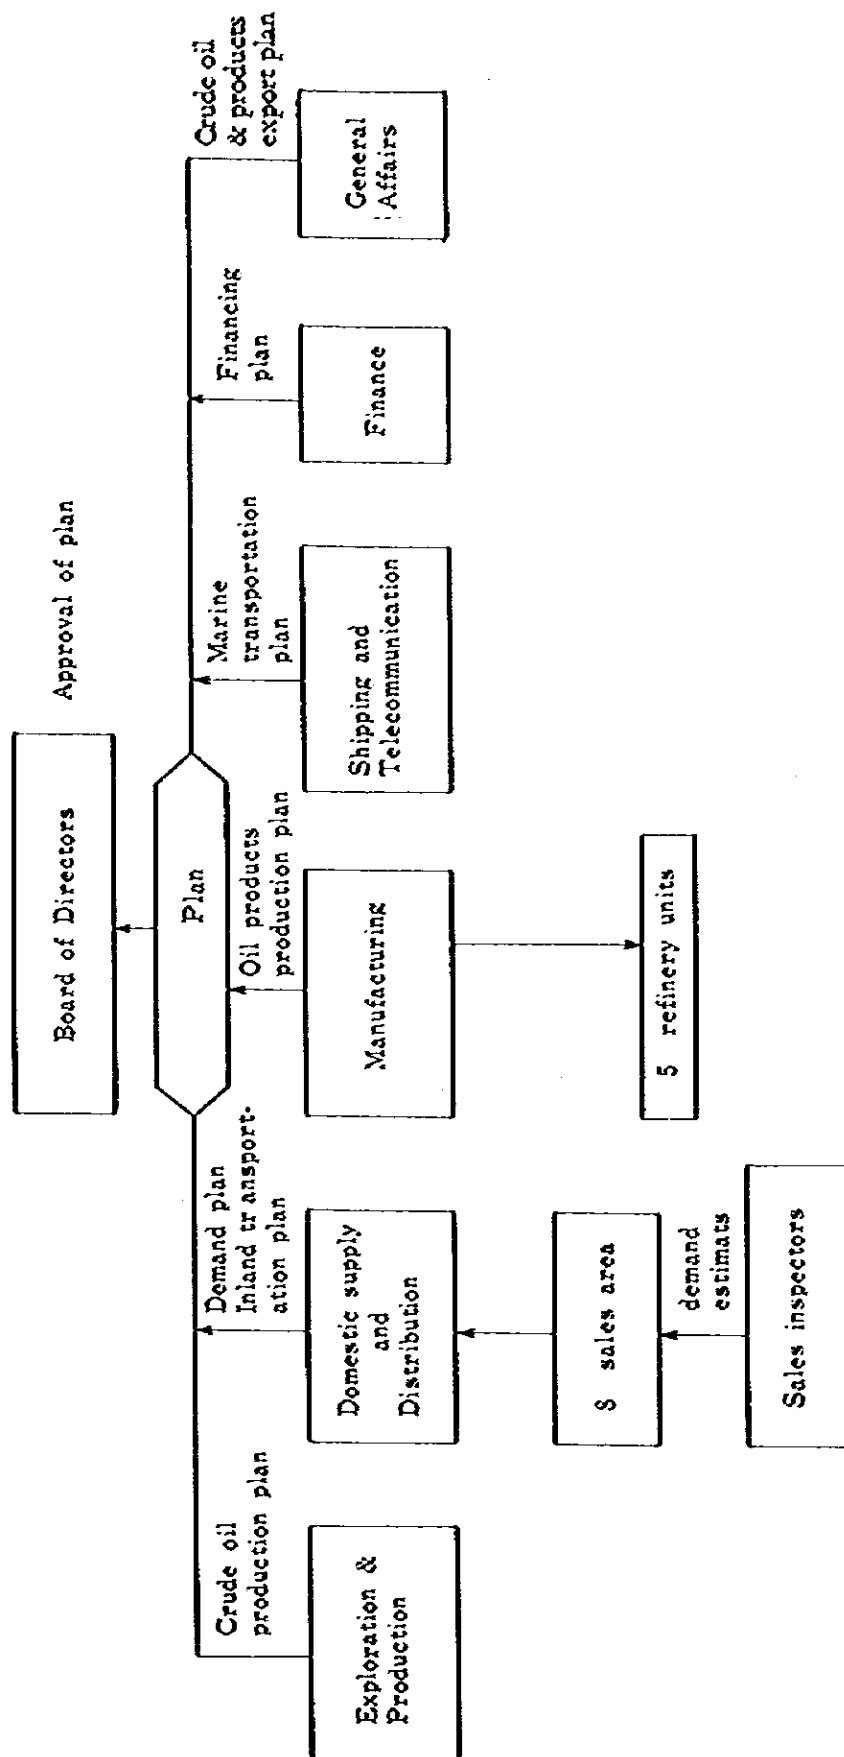 Board of Directors
Approval of plan
Plan
Crude oil
production plan
Demand plan
Inland tr ansport-
ation plan
Oil products
production plan
Marine
transportation
plan
Financing
plan
Crude oil
& products
export plan
Exploration &
Production
Domestic supply
and
Distribution
Manufacturing
Shipping and
Telecommunication
Finance
General
Affairs
sales area
5 refinery units
demand
estimats
Sales inspectors